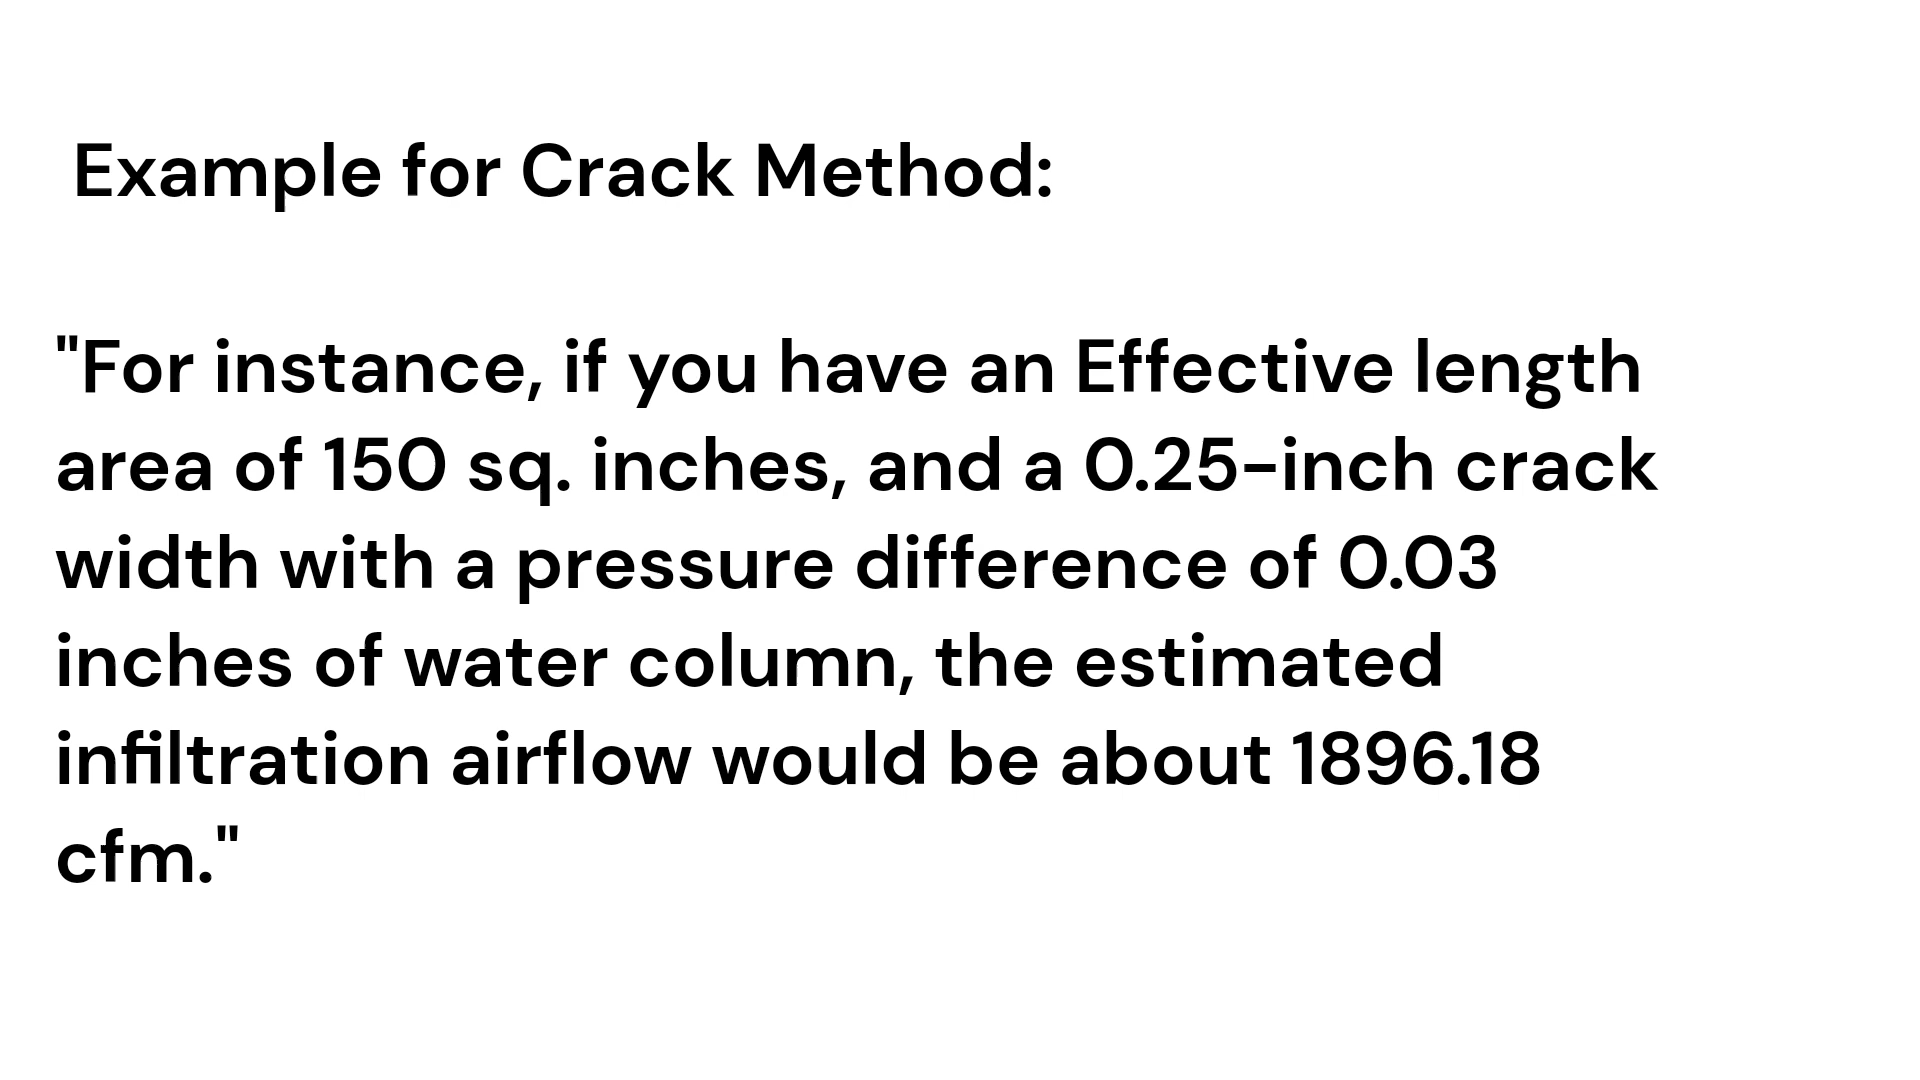 Example for Crack Method:
"For instance, if you have an Effective length
area of 150 sq. inches, and a 0.25-inch crack
width with a pressure difference of 0.03
inches of water column, the estimated
infiltration airflow would be about 1896.18
cfm."